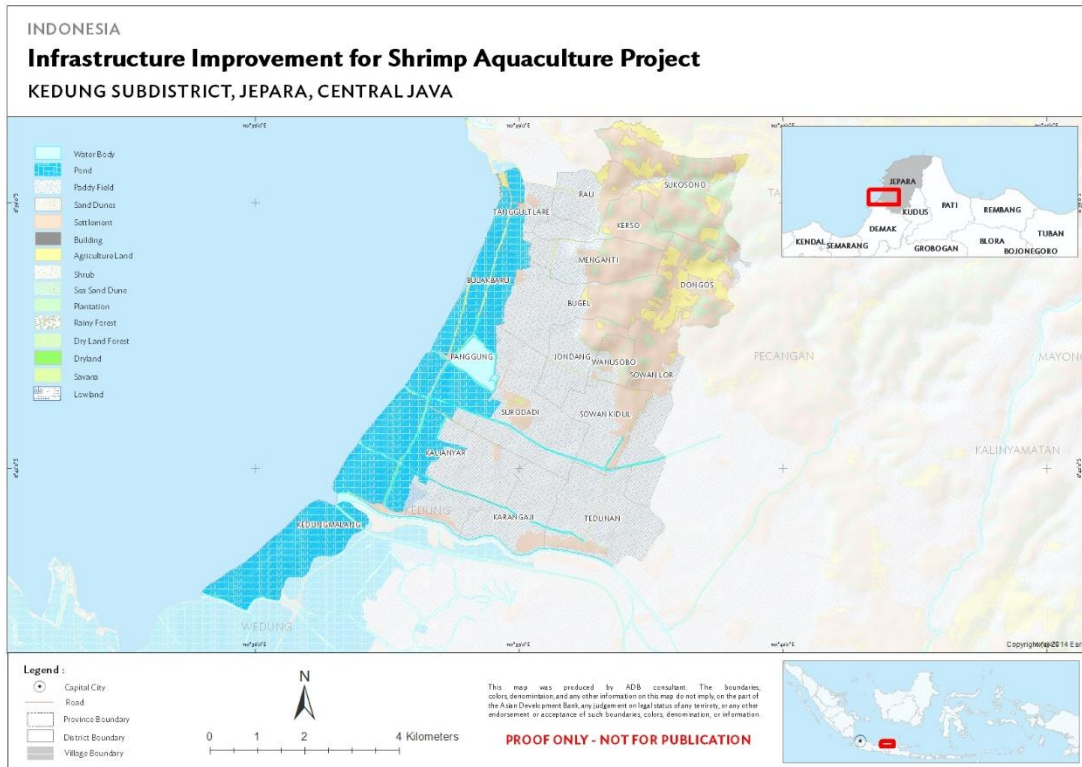 INDONESIA
Infrastructure Improvement for Shrimp Aquaculture Project
KEDUNG SUBDISTRICT, JEPARA, CENTRAL JAVA
Water Body
Pond
Paddy Field
Sand Dunes
Settlement
Building
Agriculture Land
Shrub
Sea Sand Dune
Plantation
Rainy Forest
Dry Land Forest
Dryland
Savana
Lowland
RAU
SUKOSONO
TANGGULTLARE
KERSO
MENGANTI
BULAKBARU
DONGOS
BUGEL
PANGGUNG
JONDANG
WANUSOBO
SOWAN LOR
PECANGAN
MAYONG
SURODADI
SOWAN KIDUL
KALIANYAR
KALINYAMATAN
KEDUNG
KARANGAJI
TEDUNAN
KEDUNGMALANG
WEDUNG
JEPARA
KUDUS
PATI
REMBANG
DEMAK
KENDAL
SEMARANG
GROBOGAN
BLORA
TUBAN
BOJONEGORO
Legend :
Capital City
Road
Province Boundary
District Boundary
Village Boundary
N
0 1 2 4 Kilometers
This map was produced by ADB consultant. The boundaries,
colors, denomintaion, and any other information on this map do not imply, on the part of
the Asian Development Bank, any judgement on legal status of any teritoty, or any other
endorsement or acceptance of such boundaries, colors, denomination, or information.
PROOF ONLY - NOT FOR PUBLICATION